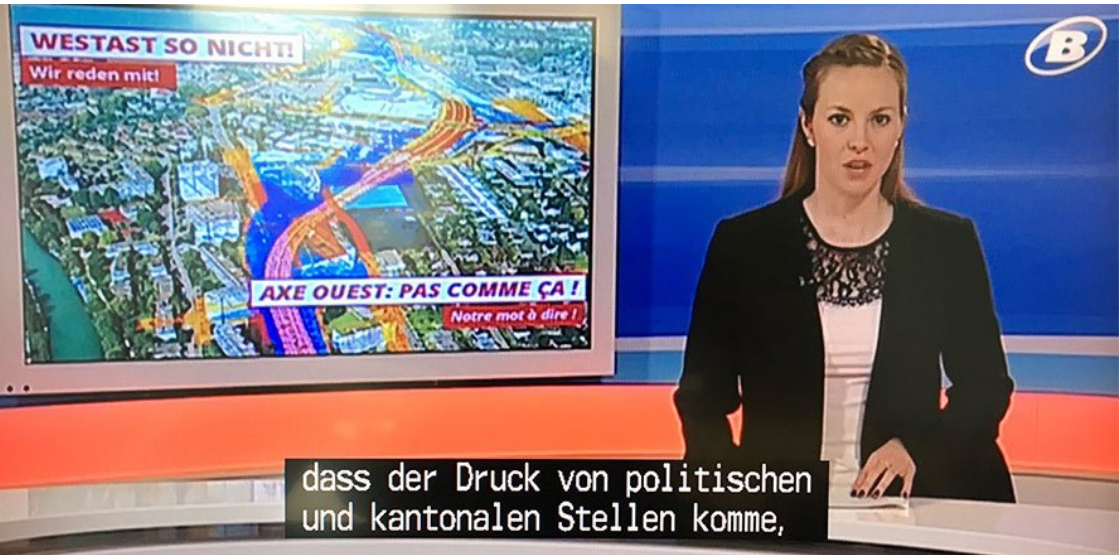 WESTAST SO NICHT!
Wir reden mit!
AXE OUEST: PAS COMME ÇA !
Notre mot à dire !
B
dass der Druck von politischen
und kantonalen Stellen komme,